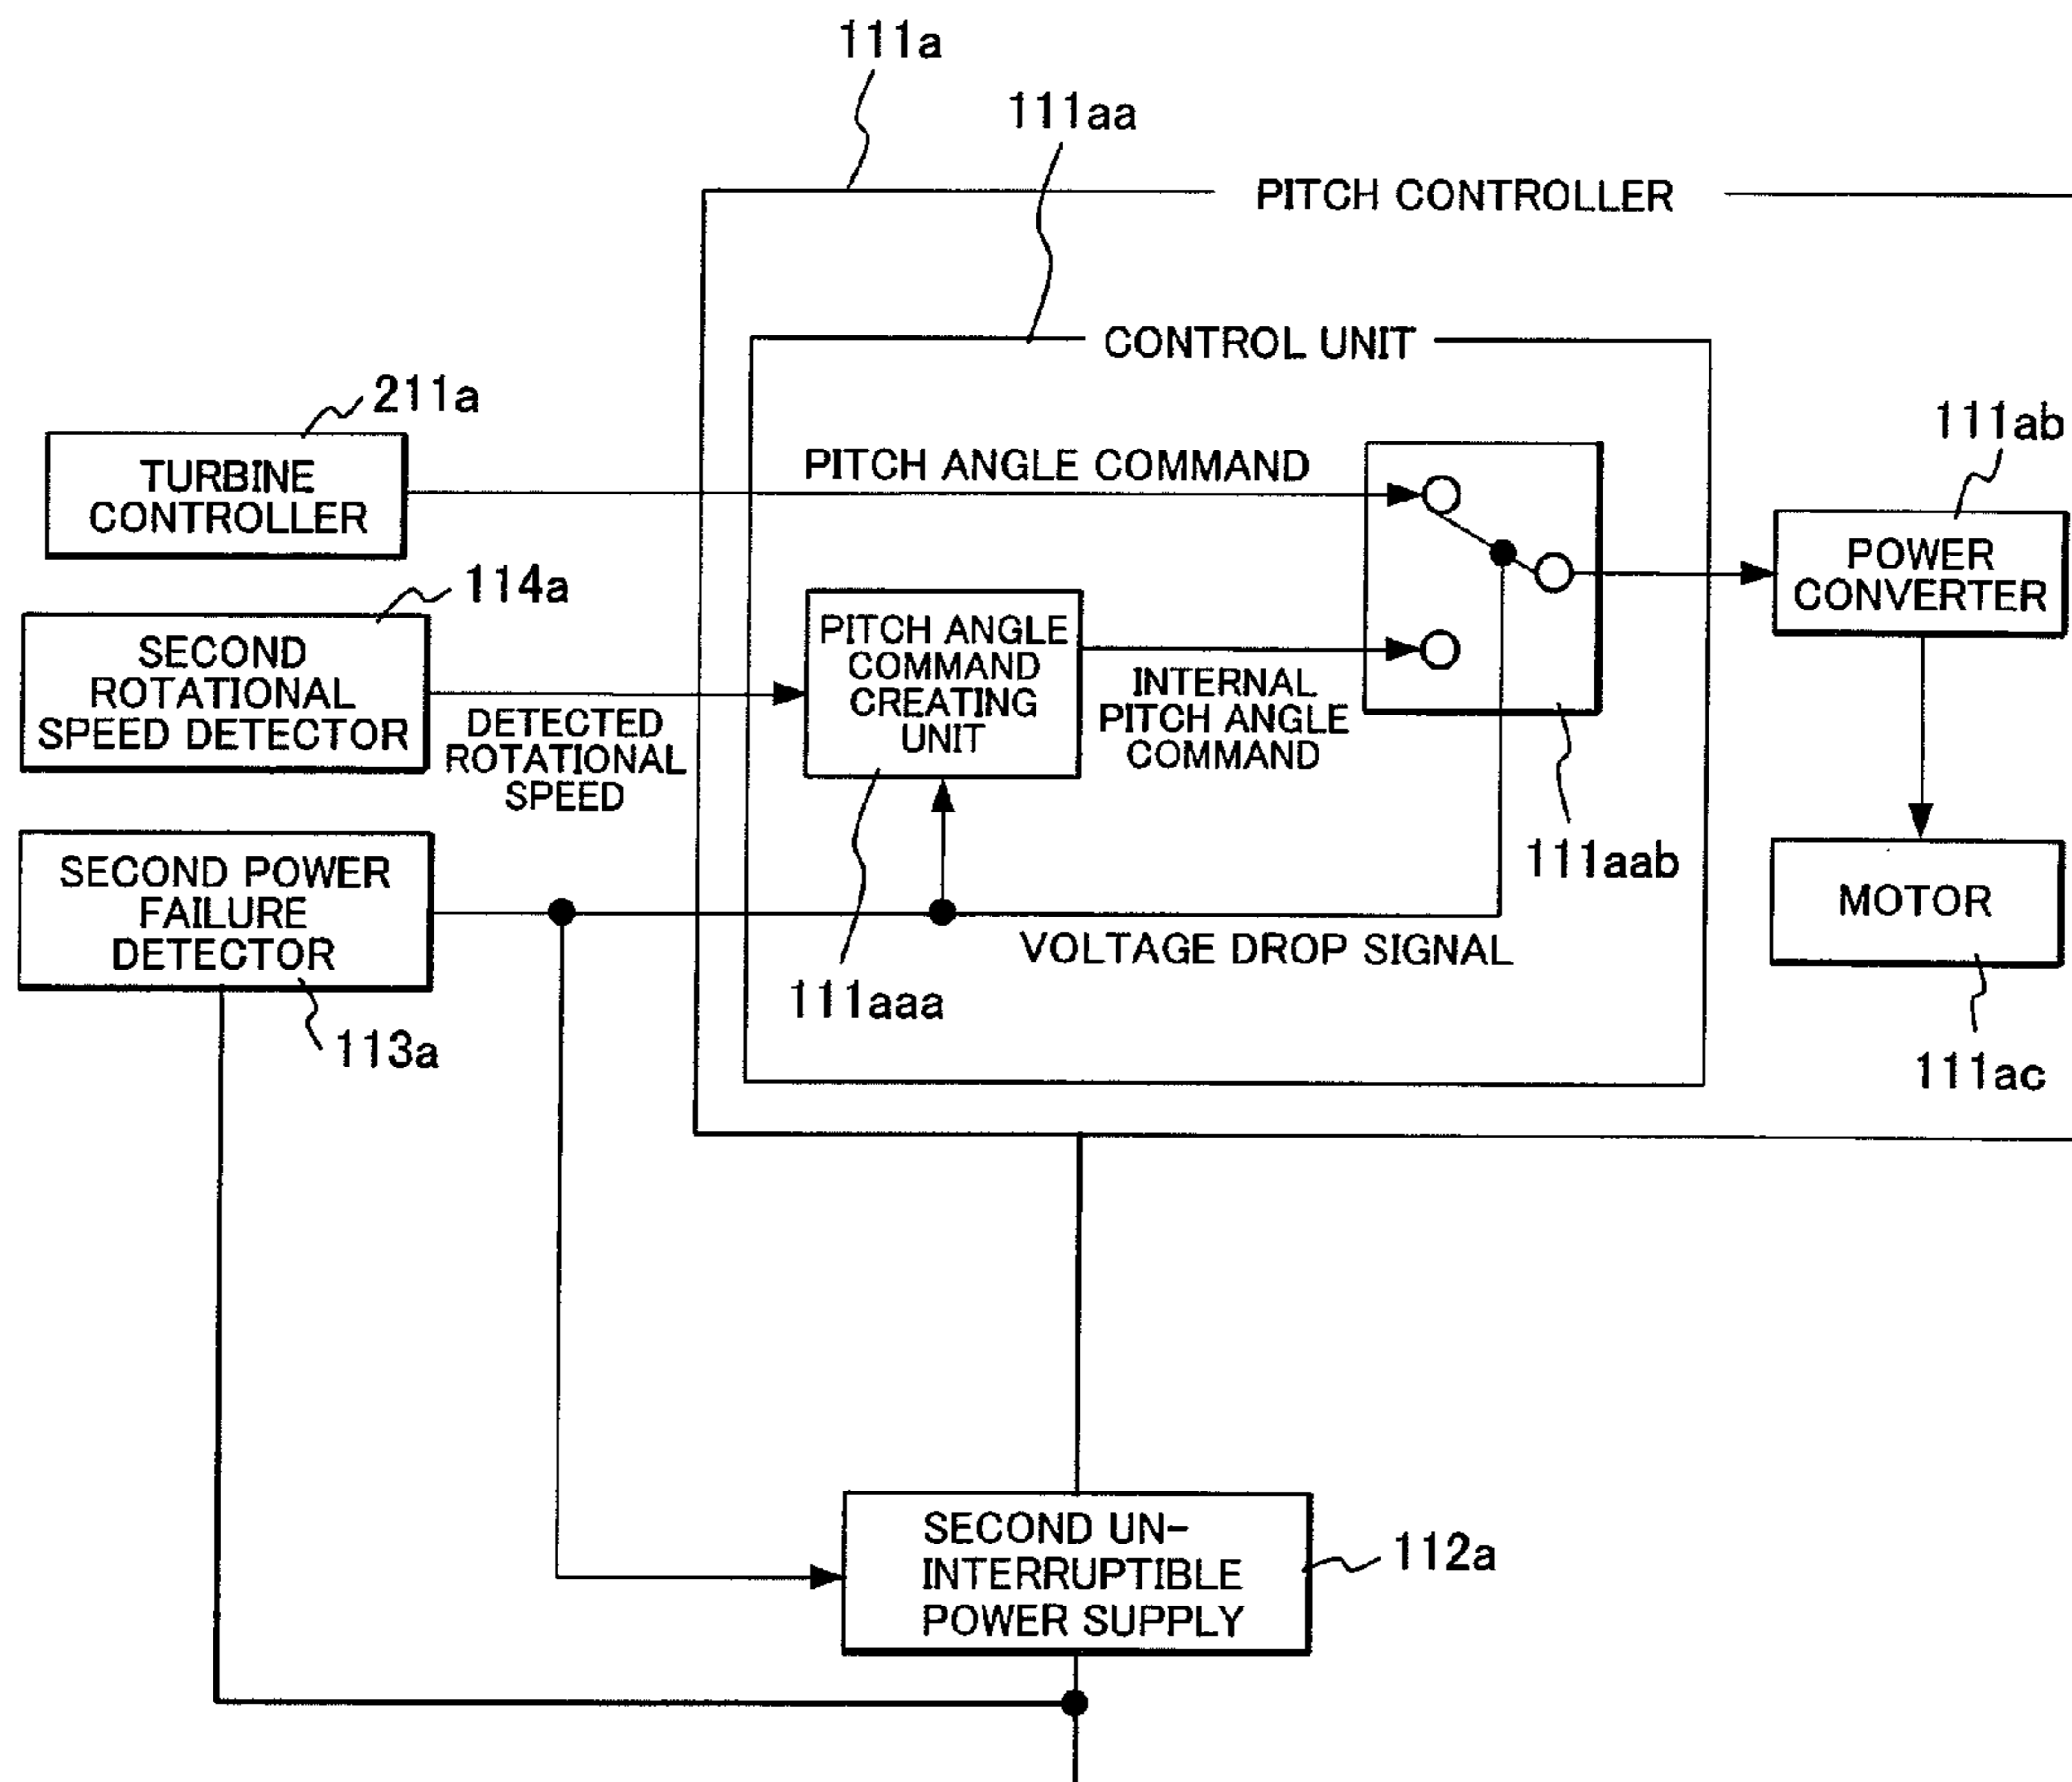 111a
111aa
PITCH CONTROLLER
CONTROL UNIT
211a
TURBINE
CONTROLLER
PITCH ANGLE COMMAND
111ab
POWER
CONVERTER
114a
SECOND
ROTATIONAL
SPEED DETECTOR
DETECTED
ROTATIONAL
SPEED
PITCH ANGLE
COMMAND
CREATING
UNIT
INTERNAL
PITCH ANGLE
COMMAND
111aab
SECOND POWER
FAILURE
DETECTOR
113a
VOLTAGE DROP SIGNAL
111aaa
MOTOR
111ac
SECOND UN-
INTERRUPTIBLE
POWER SUPPLY
112a